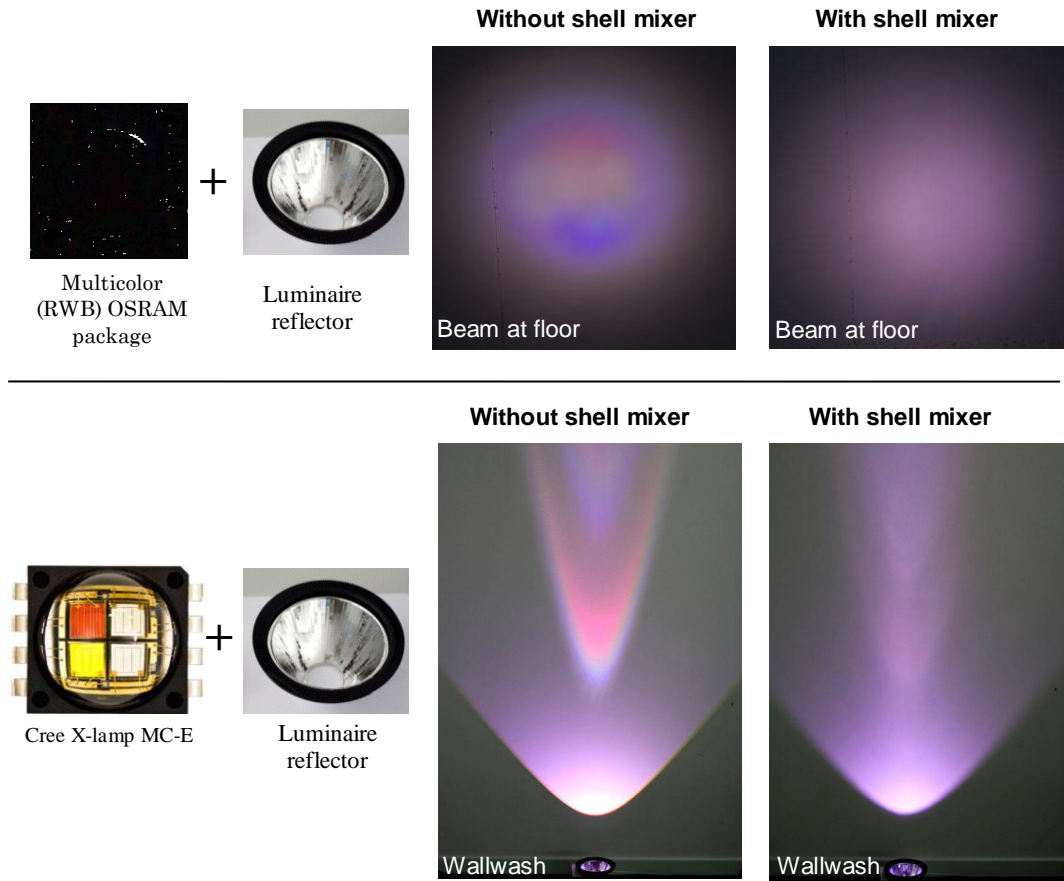 Without shell mixer
With shell mixer
+
Multicolor
(RWB) OSRAM
package
Luminaire
reflector
Beam at floor
Beam at floor
Without shell mixer
With shell mixer
+
Cree X-lamp MC-E
Luminaire
reflector
Wallwash
Wallwash